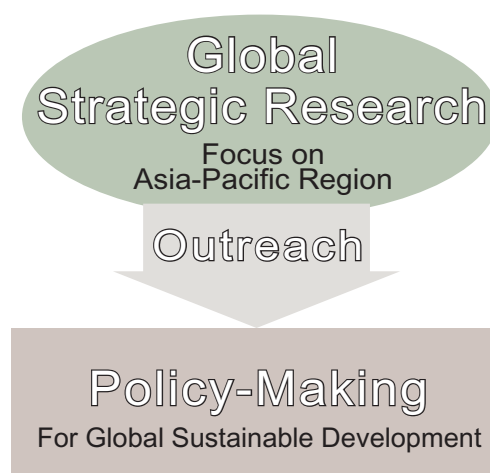 Global
Strategic Research
Focus on
Asia-Pacific Region
Outreach
Policy-Making
For Global Sustainable Development